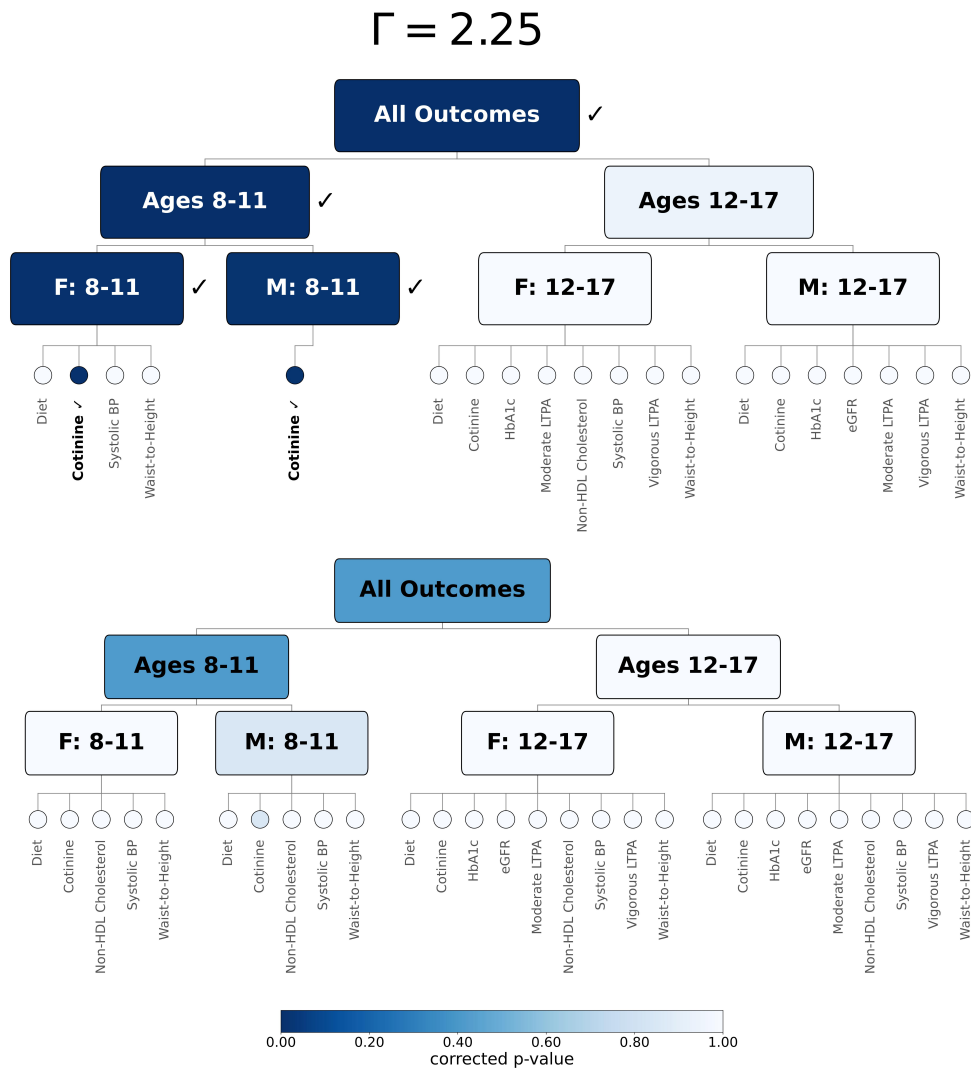 Γ = 2.25
All Outcomes ✓
Ages 8-11 ✓
Ages 12-17
F: 8-11 ✓
M: 8-11 ✓
F: 12-17
M: 12-17
Diet
Cotinine ✓
Systolic BP
Waist-to-Height
Cotinine ✓
Diet
Cotinine
HbA1c
Moderate LTPA
Non-HDL Cholesterol
Systolic BP
Vigorous LTPA
Waist-to-Height
Diet
Cotinine
HbA1c
eGFR
Moderate LTPA
Vigorous LTPA
Waist-to-Height
All Outcomes
Ages 8-11
Ages 12-17
F: 8-11
M: 8-11
F: 12-17
M: 12-17
Diet
Cotinine
Non-HDL Cholesterol
Systolic BP
Waist-to-Height
Diet
Cotinine
Non-HDL Cholesterol
Systolic BP
Waist-to-Height
Diet
Cotinine
HbA1c
eGFR
Moderate LTPA
Non-HDL Cholesterol
Systolic BP
Vigorous LTPA
Waist-to-Height
Diet
Cotinine
HbA1c
eGFR
Moderate LTPA
Non-HDL Cholesterol
Systolic BP
Vigorous LTPA
Waist-to-Height
0.00 0.20 0.40 0.60 0.80 1.00
corrected p-value